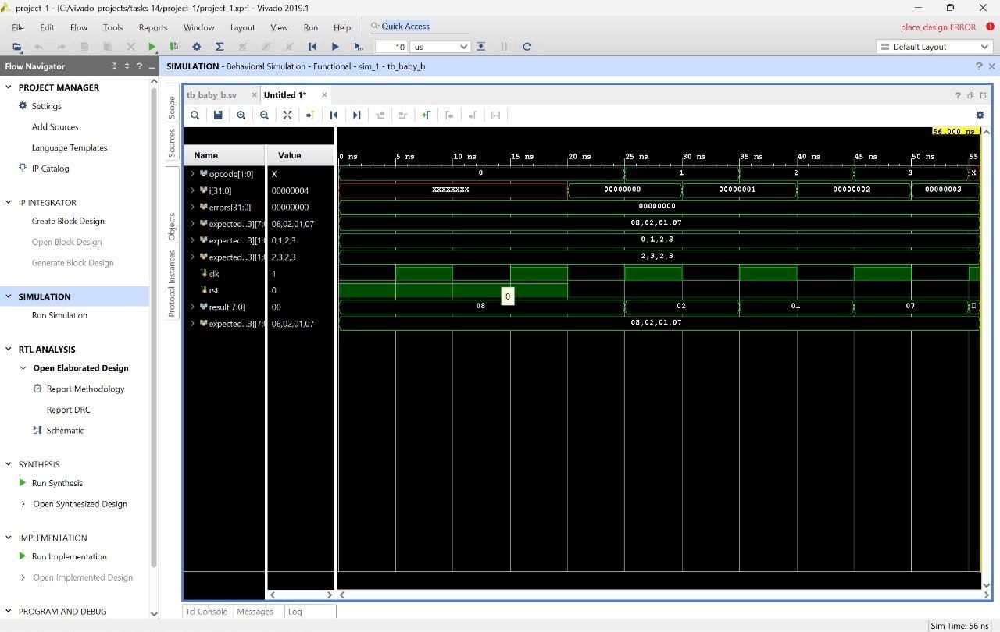 project_1 - [C:/vivado_projects/tasks 14/project_1/project_1.xpr] - Vivado 2019.1
File Edit Flow Tools Reports Window Layout View Run Help Quick Access place_design ERROR
10 us Default Layout
Flow Navigator
SIMULATION - Behavioral Simulation - Functional - sim_1 - tb_baby_b
PROJECT MANAGER
Settings
Add Sources
Language Templates
IP Catalog
IP INTEGRATOR
Create Block Design
Open Block Design
Generate Block Design
SIMULATION
Run Simulation
RTL ANALYSIS
Open Elaborated Design
Report Methodology
Report DRC
Schematic
SYNTHESIS
Run Synthesis
Open Synthesized Design
IMPLEMENTATION
Run Implementation
Open Implemented Design
PROGRAM AND DEBUG
Scope
Sources
Objects
Protocol Instances
tb_baby_b.sv Untitled 1*
56.000 ns
Name Value 0 ns 5 ns 10 ns 15 ns 20 ns 25 ns 30 ns 35 ns 40 ns 45 ns 50 ns 55
opcode[1:0] X 0 1 2 3 X
i[31:0] 00000004 XXXXXXXX 00000000 00000001 00000002 00000003
errors[31:0] 00000000 00000000
expected...3][7:0 08,02,01,07 08,02,01,07
expected...3][1:0 0,1,2,3 0,1,2,3
expected...3][1:0 2,3,2,3 2,3,2,3
clk 1
rst 0
0
result[7:0] 00 08 02 01 07
expected...3][7:0 08,02,01,07 08,02,01,07
Tcl Console Messages Log
Sim Time: 56 ns